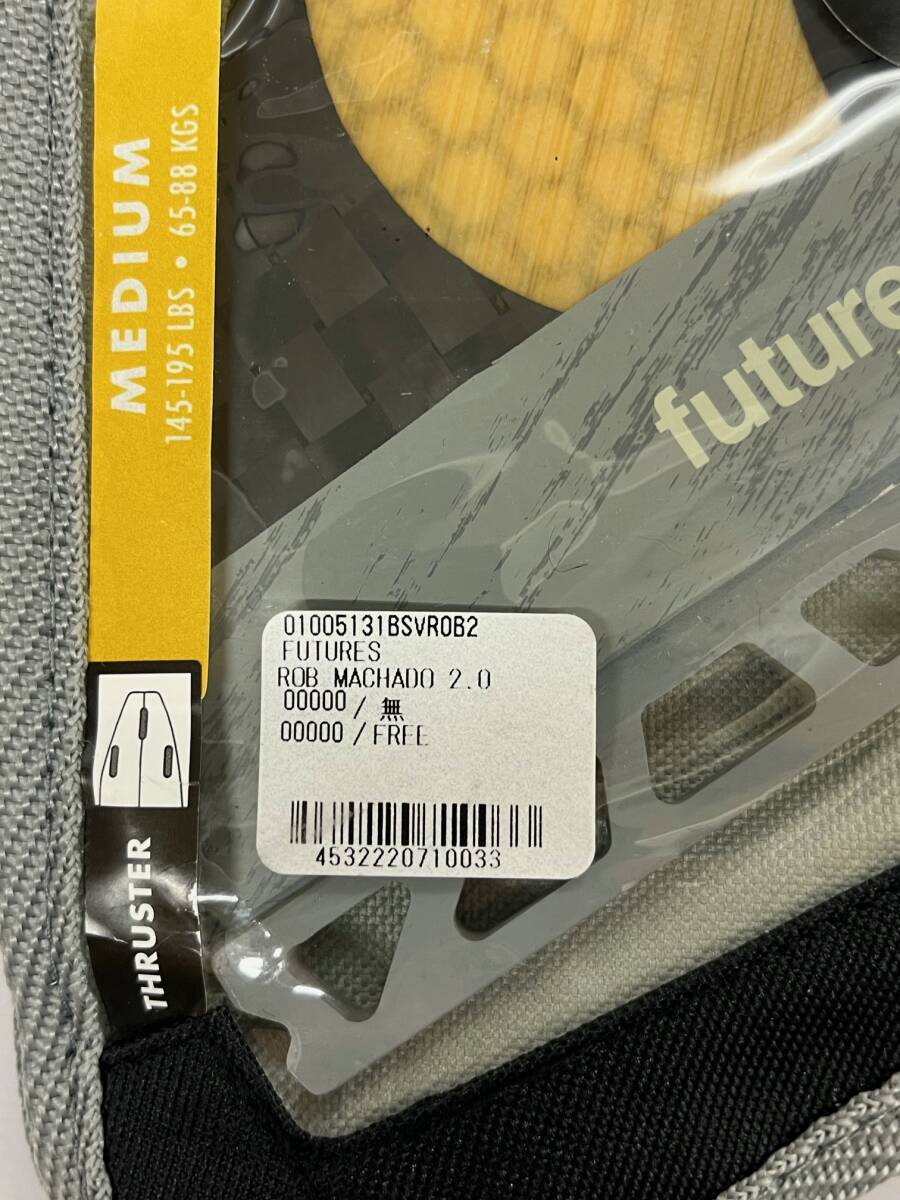 MEDIUM
145-195 LBS • 65-88 KGS
future
01005131BSVROB2
FUTURES
ROB MACHADO 2.0
00000 / 無
00000 / FREE
4532220710033
THRUSTER